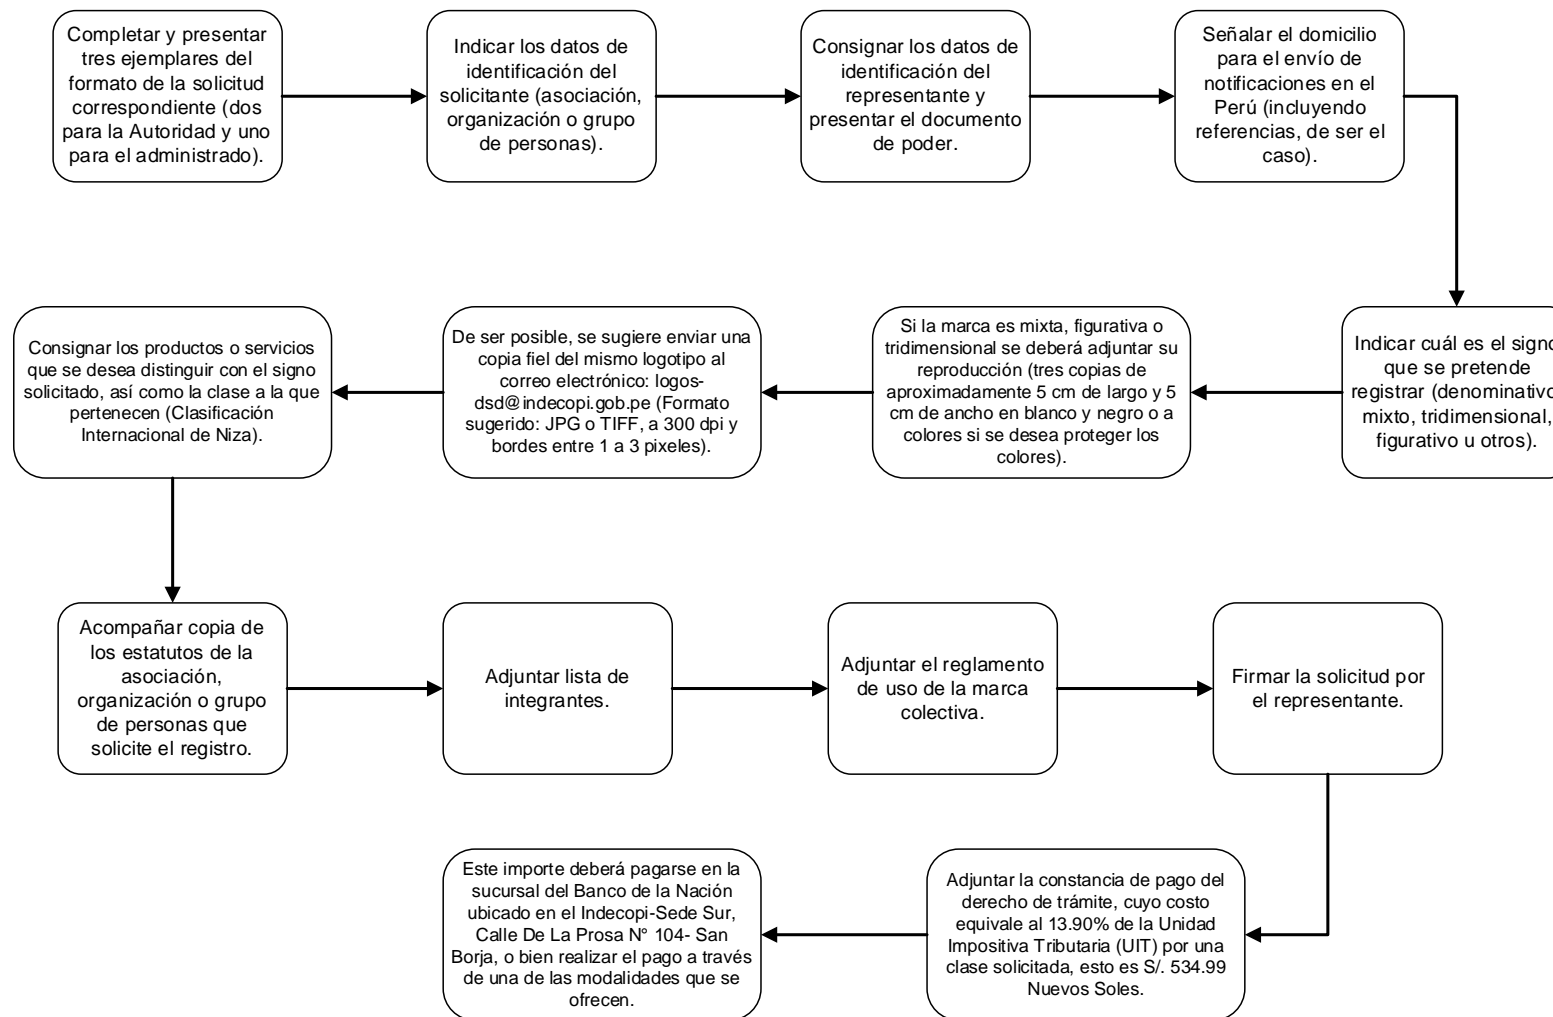 Completar y presentar
tres ejemplares del
formato de la solicitud
correspondiente (dos
para la Autoridad y uno
para el administrado).
Indicar los datos de
identificación del
solicitante (asociación,
organización o grupo
de personas).
Consignar los datos de
identificación del
representante y
presentar el documento
de poder.
Señalar el domicilio
para el envío de
notificaciones en el
Perú (incluyendo
referencias, de ser el
caso).
Indicar cuál es el signo
que se pretende
registrar (denominativo
mixto, tridimensional,
figurativo u otros).
Si la marca es mixta, figurativa o
tridimensional se deberá adjuntar su
reproducción (tres copias de
aproximadamente 5 cm de largo y 5
cm de ancho en blanco y negro o a
colores si se desea proteger los
colores).
De ser posible, se sugiere enviar una
copia fiel del mismo logotipo al
correo electrónico: logos-
dsd@indecopi.gob.pe (Formato
sugerido: JPG o TIFF, a 300 dpi y
bordes entre 1 a 3 pixeles).
Consignar los productos o servicios
que se desea distinguir con el signo
solicitado, así como la clase a la que
pertenecen (Clasificación
Internacional de Niza).
Acompañar copia de
los estatutos de la
asociación,
organización o grupo
de personas que
solicite el registro.
Adjuntar lista de
integrantes.
Adjuntar el reglamento
de uso de la marca
colectiva.
Firmar la solicitud por
el representante.
Adjuntar la constancia de pago del
derecho de trámite, cuyo costo
equivale al 13.90% de la Unidad
Impositiva Tributaria (UIT) por una
clase solicitada, esto es S/. 534.99
Nuevos Soles.
Este importe deberá pagarse en la
sucursal del Banco de la Nación
ubicado en el Indecopi-Sede Sur,
Calle De La Prosa N° 104- San
Borja, o bien realizar el pago a través
de una de las modalidades que se
ofrecen.